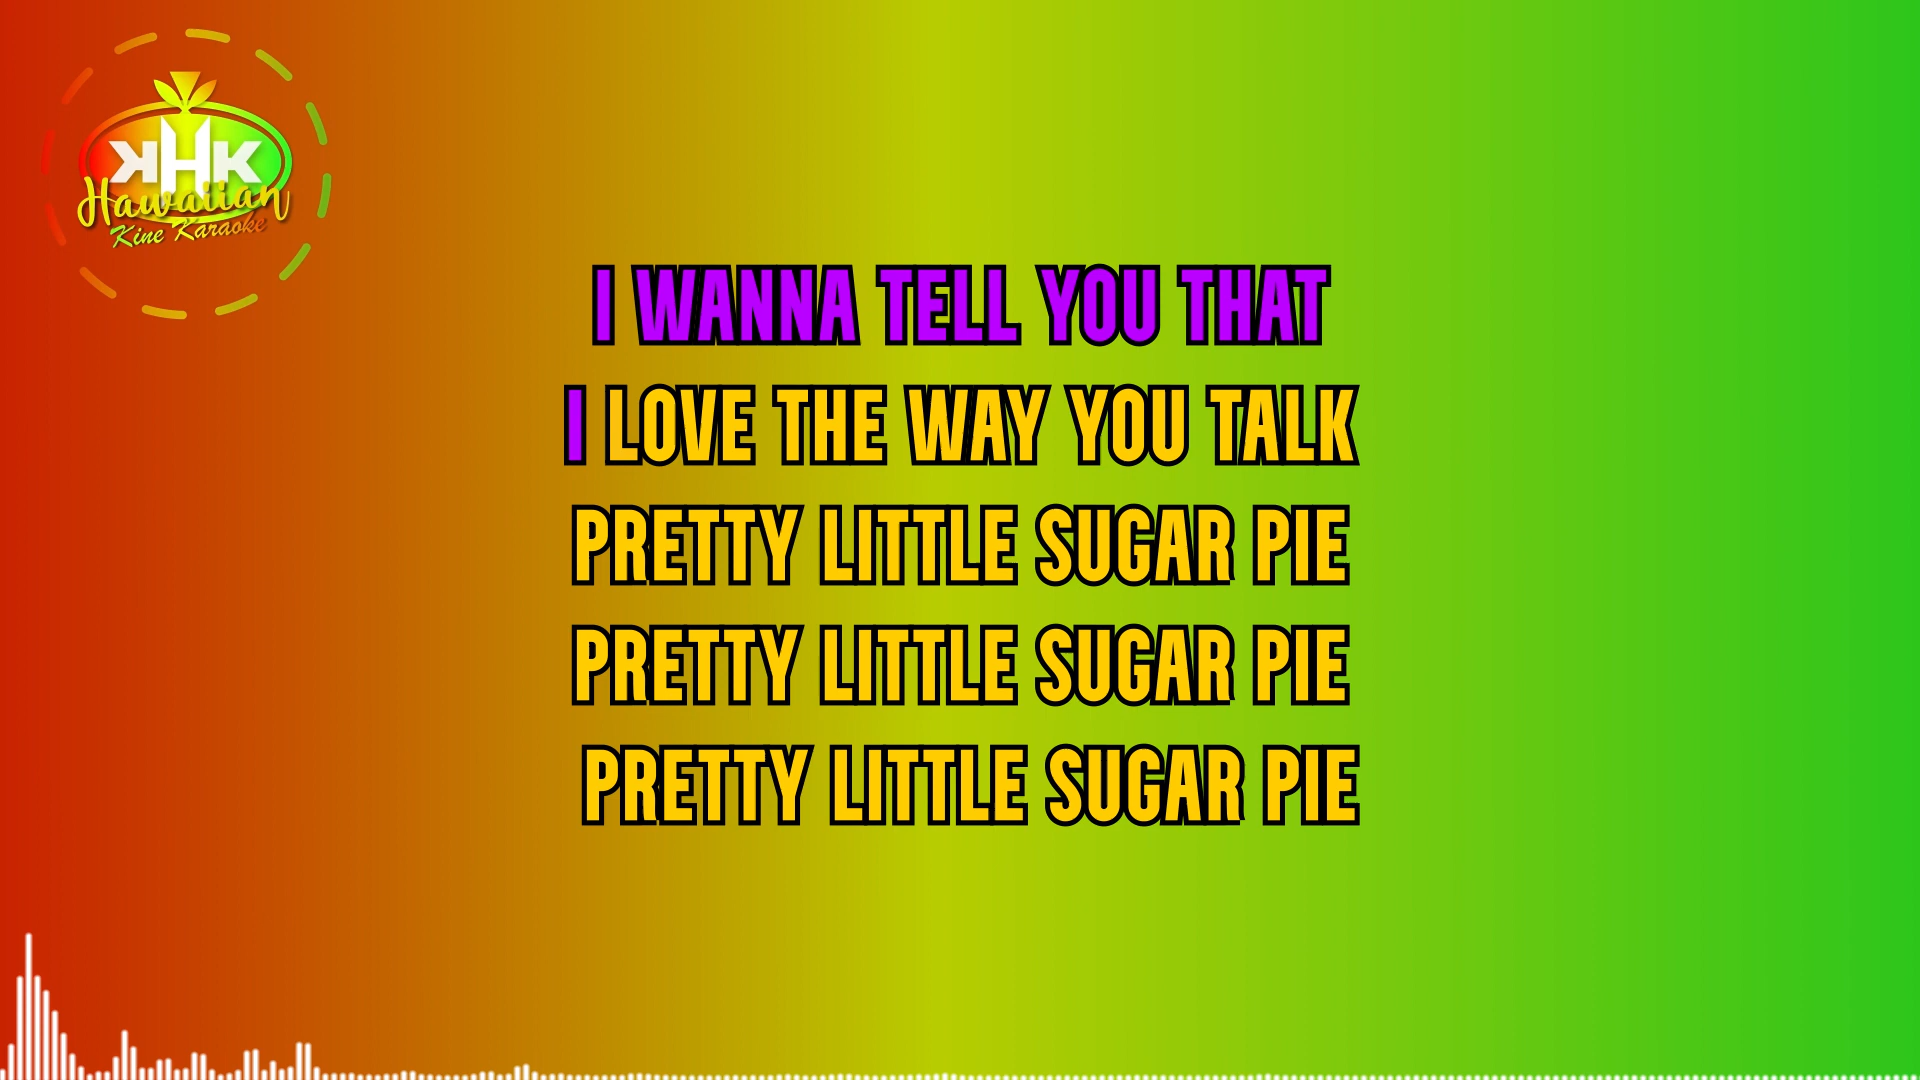 KHK
Hawaiian
Kine Karaoke
I WANNA TELL YOU THAT
I LOVE THE WAY YOU TALK
PRETTY LITTLE SUGAR PIE
PRETTY LITTLE SUGAR PIE
PRETTY LITTLE SUGAR PIE